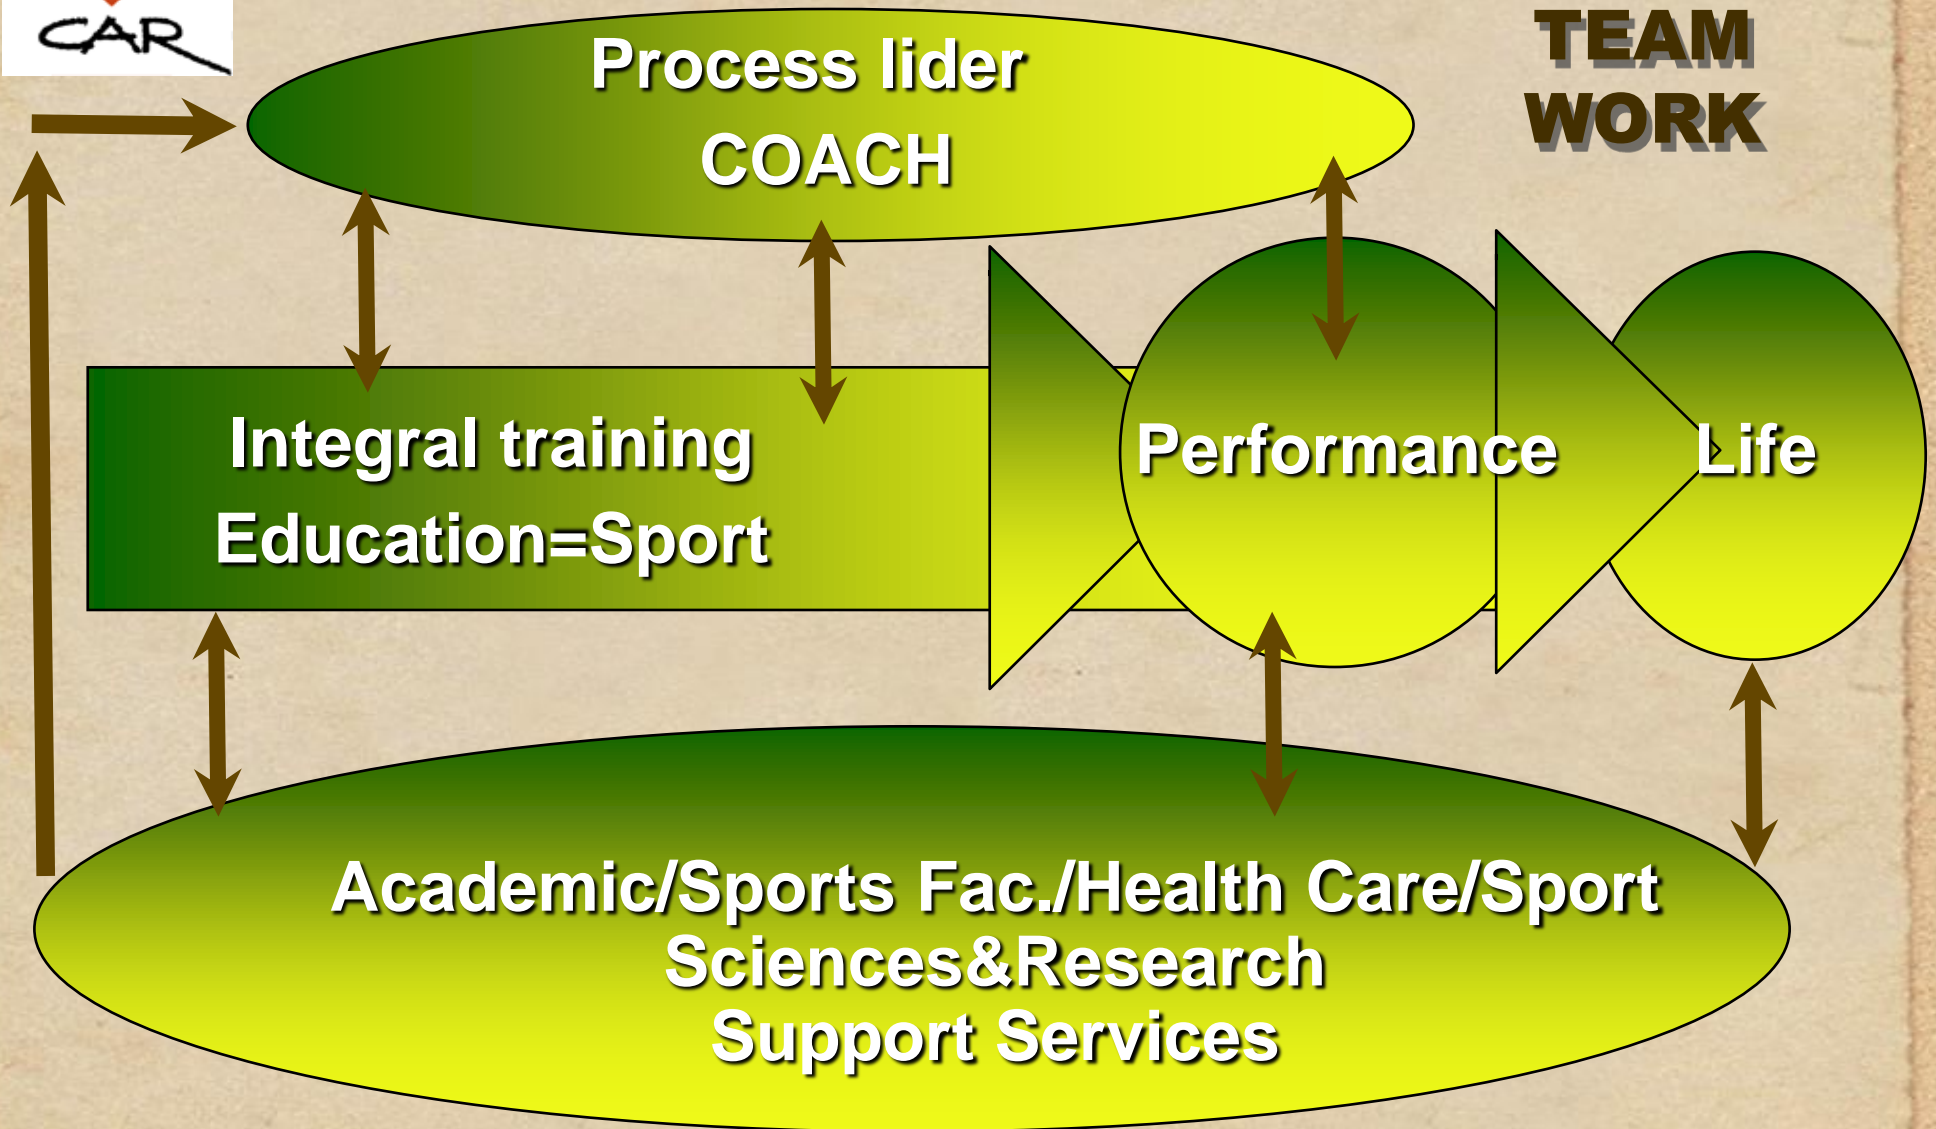 CAR
Process lider
COACH
TEAM
WORK
Integral training
Education=Sport
Performance
Life
Academic/Sports Fac./Health Care/Sport
Sciences&Research
Support Services